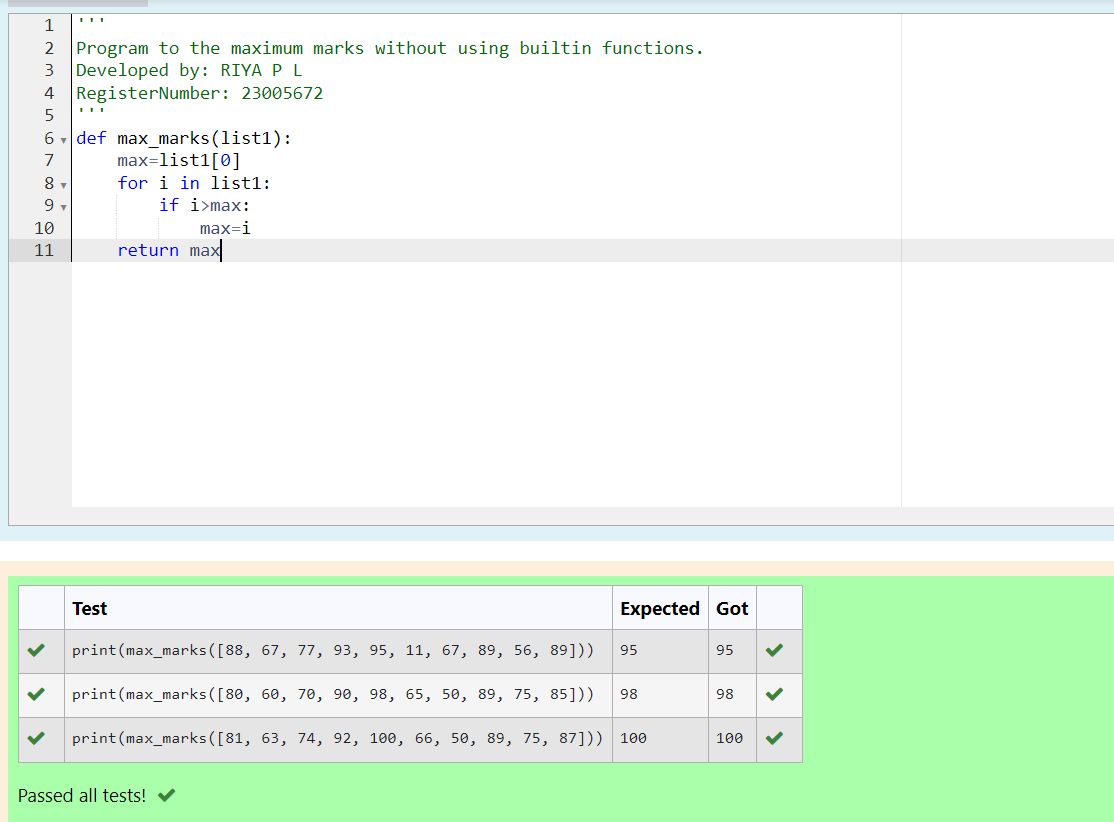 1 '''
2 Program to the maximum marks without using builtin functions.
3 Developed by: RIYA P L
4 RegisterNumber: 23005672
5 '''
6 def max_marks(list1):
7     max=list1[0]
8     for i in list1:
9         if i>max:
10             max=i
11     return max
Test Expected Got
print(max_marks([88, 67, 77, 93, 95, 11, 67, 89, 56, 89])) 95 95
print(max_marks([80, 60, 70, 90, 98, 65, 50, 89, 75, 85])) 98 98
print(max_marks([81, 63, 74, 92, 100, 66, 50, 89, 75, 87])) 100 100
Passed all tests!